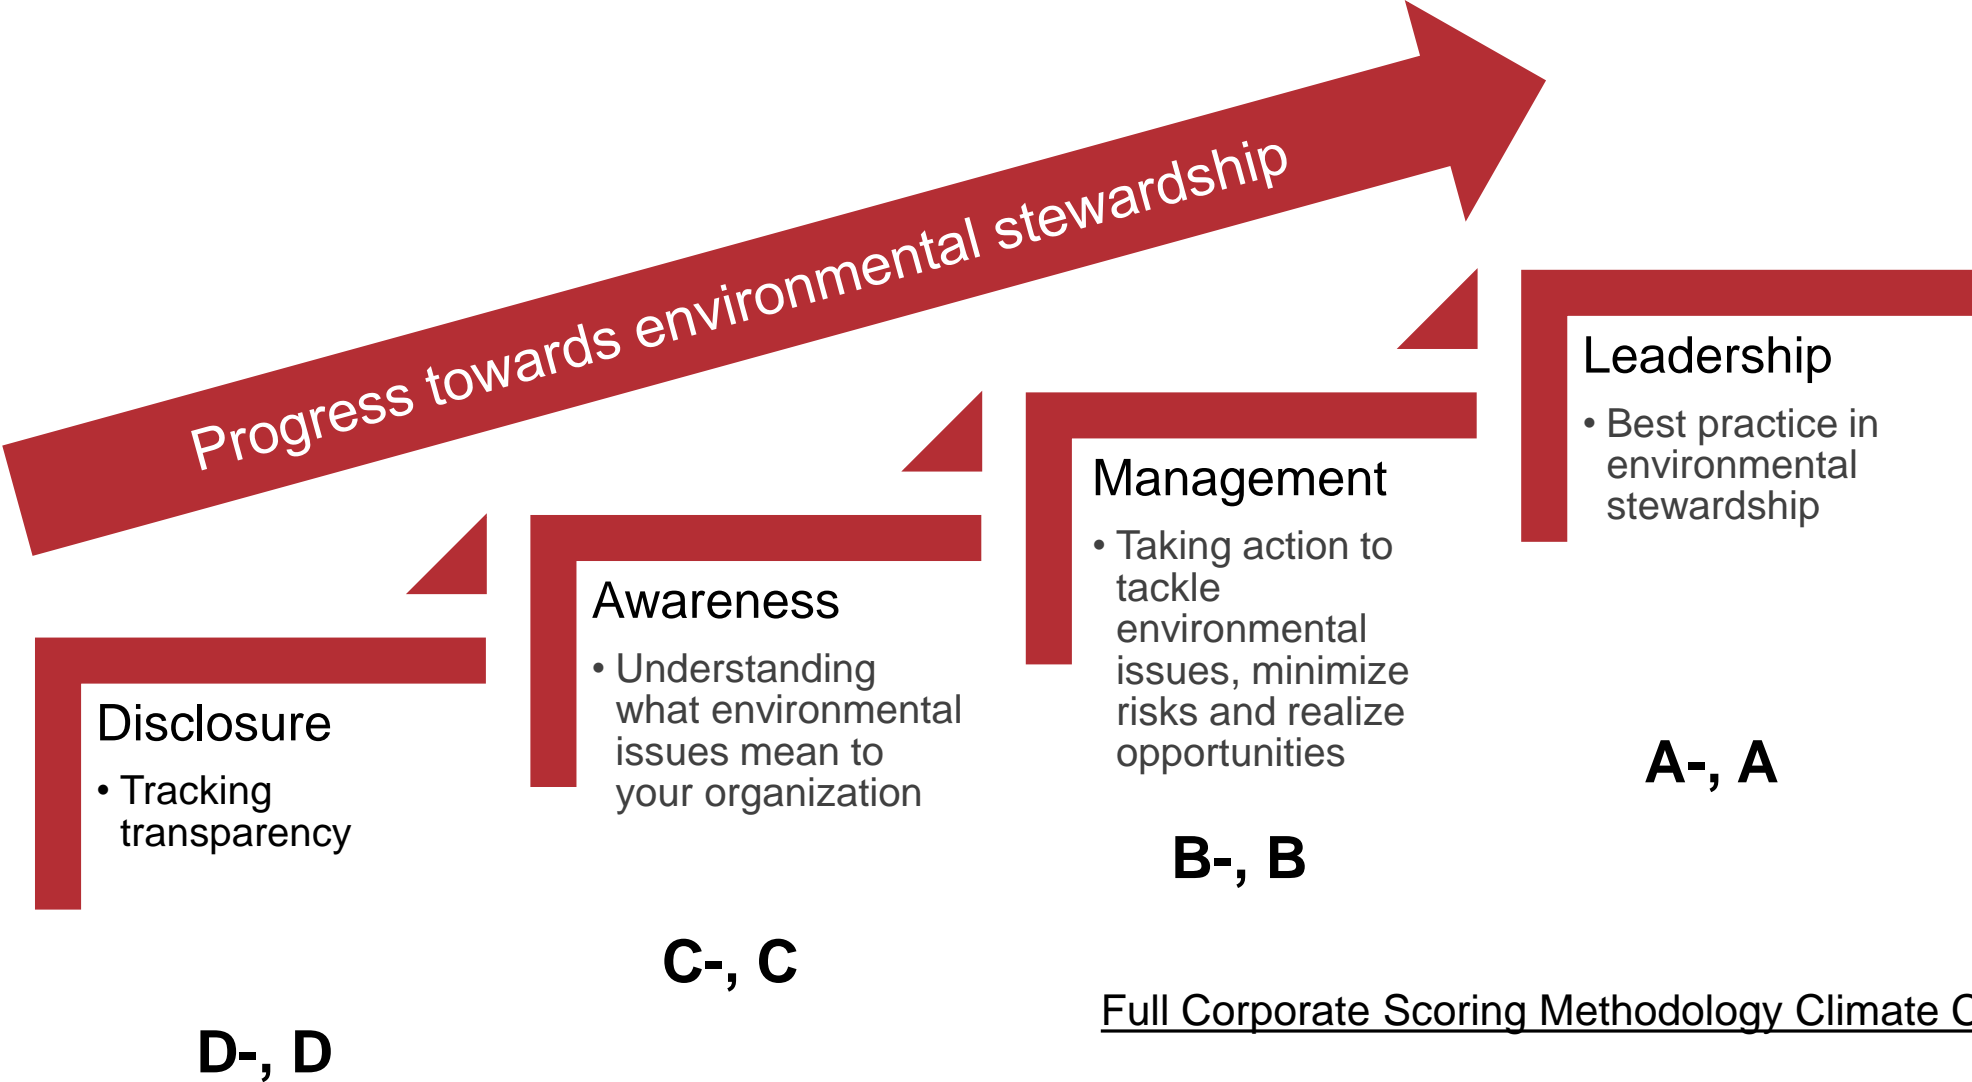 Progress towards environmental stewardship
Disclosure
• Tracking
transparency
D-, D
Awareness
• Understanding
what environmental
issues mean to
your organization
C-, C
Management
• Taking action to
tackle
environmental
issues, minimize
risks and realize
opportunities
B-, B
Leadership
• Best practice in
environmental
stewardship
A-, A
Full Corporate Scoring Methodology Climate